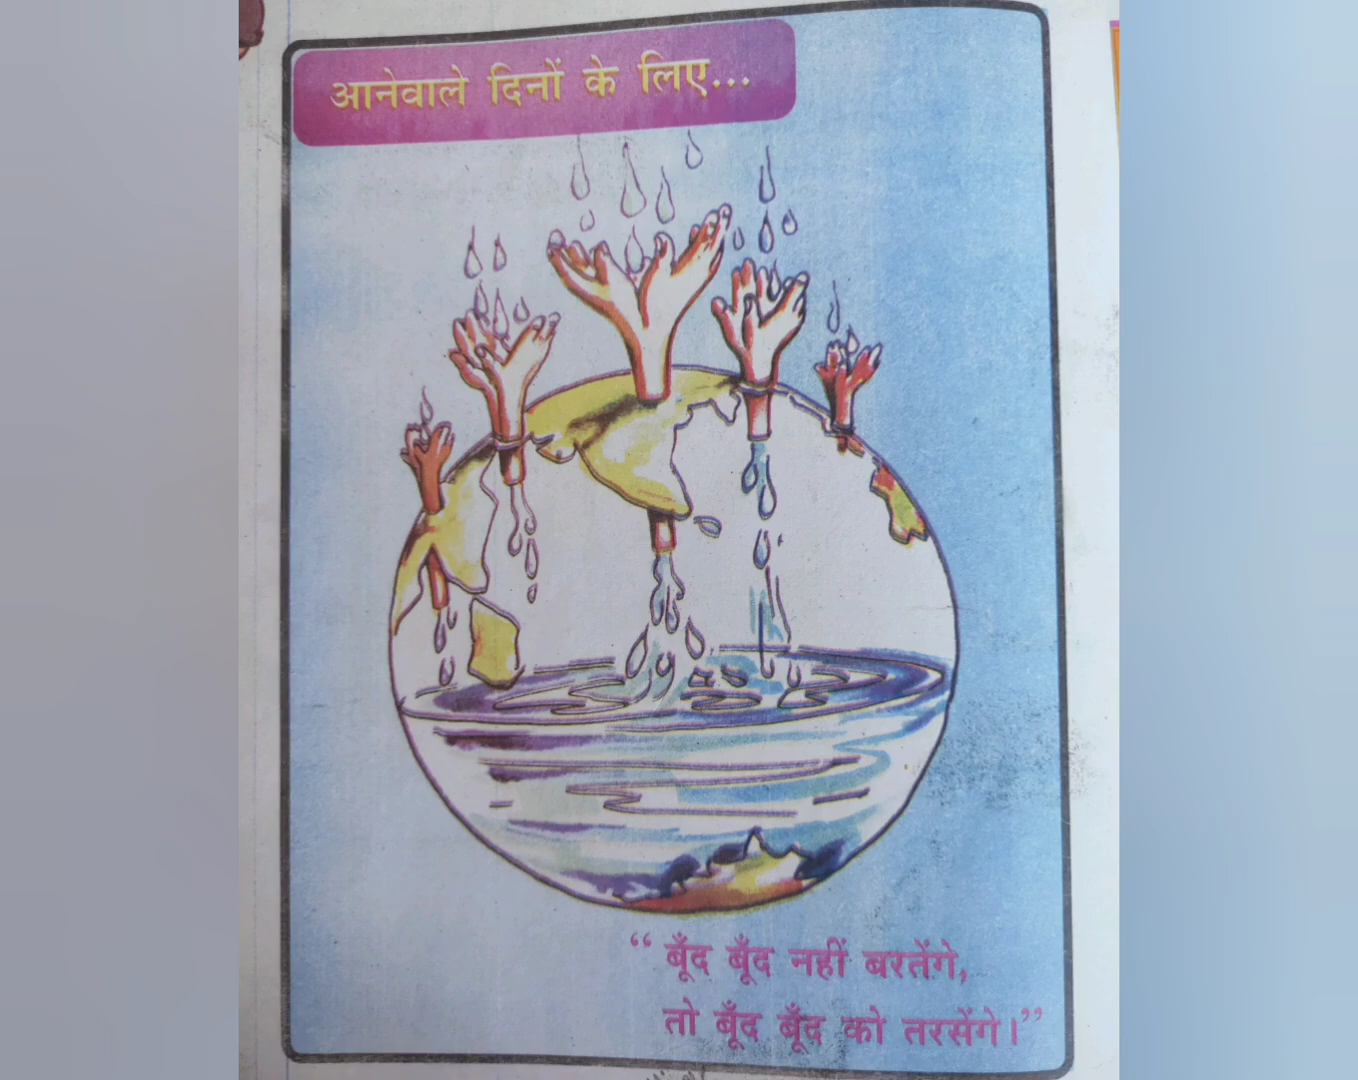 आनेवाले दिनों के लिए...
“ बूँद बूँद नहीं बरतेंगे,
तो बूँद बूँद को तरसेंगे।”